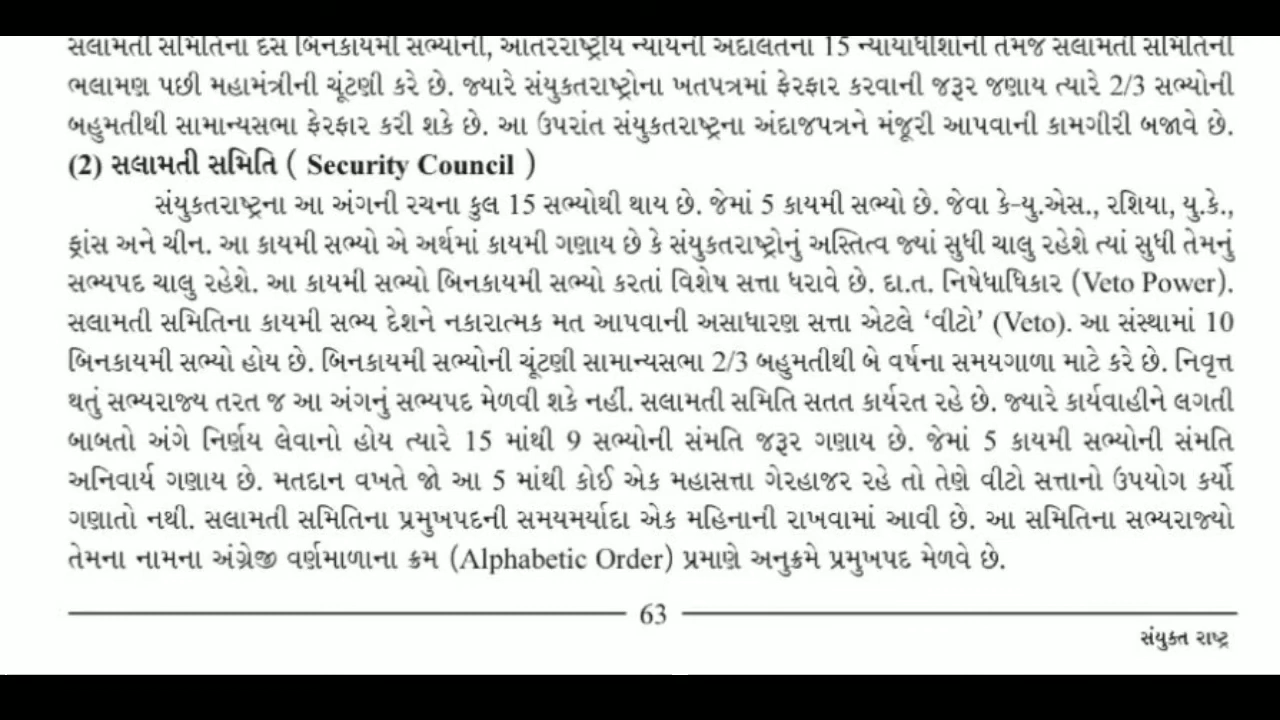 સલામતી સમિતિના દસ બિનકાયમી સભ્યોની, આંતરરાષ્ટ્રીય ન્યાયની અદાલતના 15 ન્યાયાધીશોની તેમજ સલામતી સમિતિની
ભલામણ પછી મહામંત્રીની ચૂંટણી કરે છે. જ્યારે સંયુક્તરાષ્ટ્રોના ખતપત્રમાં ફેરફાર કરવાની જરૂર જણાય ત્યારે 2/3 સભ્યોની
બહુમતીથી સામાન્યસભા ફેરફાર કરી શકે છે. આ ઉપરાંત સંયુક્તરાષ્ટ્રના અંદાજપત્રને મંજૂરી આપવાની કામગીરી બજાવે છે.
(2) સલામતી સમિતિ ( Security Council )
સંયુક્તરાષ્ટ્રના આ અંગની રચના કુલ 15 સભ્યોથી થાય છે. જેમાં 5 કાયમી સભ્યો છે. જેવા કે-યુ.એસ., રશિયા, યુ.કે.,
ફ્રાંસ અને ચીન. આ કાયમી સભ્યો એ અર્થમાં કાયમી ગણાય છે કે સંયુક્તરાષ્ટ્રોનું અસ્તિત્વ જ્યાં સુધી ચાલુ રહેશે ત્યાં સુધી તેમનું
સભ્યપદ ચાલુ રહેશે. આ કાયમી સભ્યો બિનકાયમી સભ્યો કરતાં વિશેષ સત્તા ધરાવે છે. દા.ત. નિષેધાધિકાર (Veto Power).
સલામતી સમિતિના કાયમી સભ્ય દેશને નકારાત્મક મત આપવાની અસાધારણ સત્તા એટલે ‘વીટો’ (Veto). આ સંસ્થામાં 10
બિનકાયમી સભ્યો હોય છે. બિનકાયમી સભ્યોની ચૂંટણી સામાન્યસભા 2/3 બહુમતીથી બે વર્ષના સમયગાળા માટે કરે છે. નિવૃત્ત
થતું સભ્યરાજ્ય તરત જ આ અંગનું સભ્યપદ મેળવી શકે નહીં. સલામતી સમિતિ સતત કાર્યરત રહે છે. જ્યારે કાર્યવાહીને લગતી
બાબતો અંગે નિર્ણય લેવાનો હોય ત્યારે 15 માંથી 9 સભ્યોની સંમતિ જરૂર ગણાય છે. જેમાં 5 કાયમી સભ્યોની સંમતિ
અનિવાર્ય ગણાય છે. મતદાન વખતે જો આ 5 માંથી કોઈ એક મહાસત્તા ગેરહાજર રહે તો તેણે વીટો સત્તાનો ઉપયોગ કર્યો
ગણાતો નથી. સલામતી સમિતિના પ્રમુખપદની સમયમર્યાદા એક મહિનાની રાખવામાં આવી છે. આ સમિતિના સભ્યરાજ્યો
તેમના નામના અંગ્રેજી વર્ણમાળાના ક્રમ (Alphabetic Order) પ્રમાણે અનુક્રમે પ્રમુખપદ મેળવે છે.
63
સંયુક્ત રાષ્ટ્ર